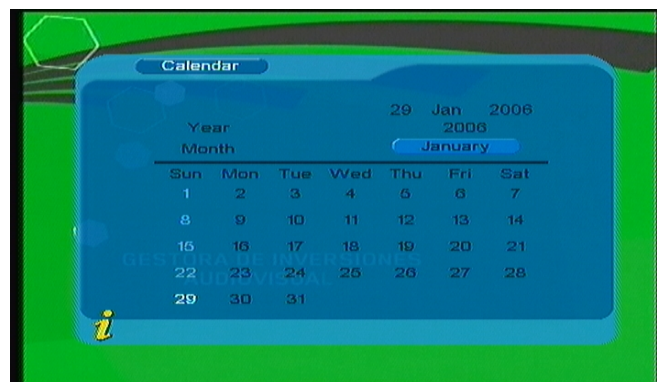 Calendar
29 Jan 2006
Year 2006
Month January
Sun Mon Tue Wed Thu Fri Sat
1 2 3 4 5 6 7
8 9 10 11 12 13 14
15 16 17 18 19 20 21
GESTORA DE INVERSIONES
22 23 24 25 26 27 28
AUDIOVISUAL
29 30 31
i